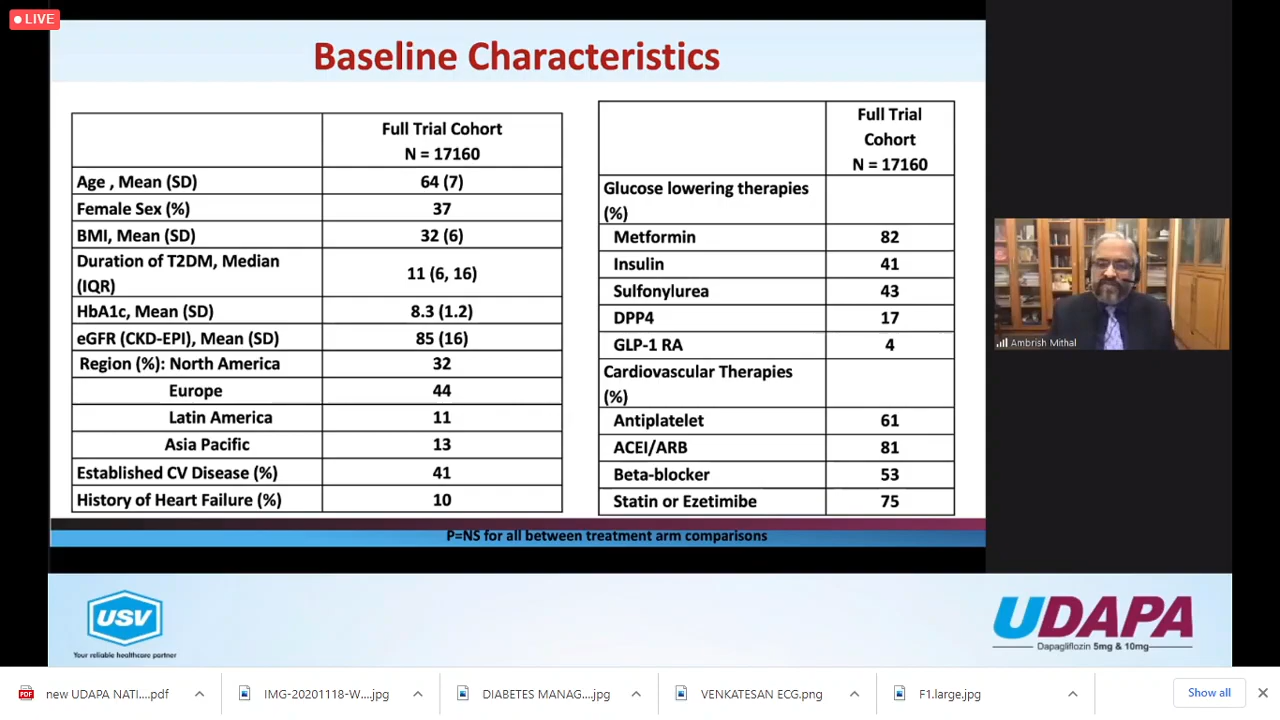 LIVE
Baseline Characteristics
Full Trial Cohort
N = 17160
Age , Mean (SD) 64 (7)
Female Sex (%) 37
BMI, Mean (SD) 32 (6)
Duration of T2DM, Median
(IQR) 11 (6, 16)
HbA1c, Mean (SD) 8.3 (1.2)
eGFR (CKD-EPI), Mean (SD) 85 (16)
Region (%): North America 32
Europe 44
Latin America 11
Asia Pacific 13
Established CV Disease (%) 41
History of Heart Failure (%) 10
Full Trial
Cohort
N = 17160
Glucose lowering therapies
(%)
Metformin 82
Insulin 41
Sulfonylurea 43
DPP4 17
GLP-1 RA 4
Cardiovascular Therapies
(%)
Antiplatelet 61
ACEI/ARB 81
Beta-blocker 53
Statin or Ezetimibe 75
P=NS for all between treatment arm comparisons
Ambrish Mithal
USV
Your reliable healthcare partner
UDAPA
Dapagliflozin 5mg & 10mg
PDF
new UDAPA NATI....pdf
IMG-20201118-W....jpg
DIABETES MANAG....jpg
VENKATESAN ECG.png
F1.large.jpg
Show all